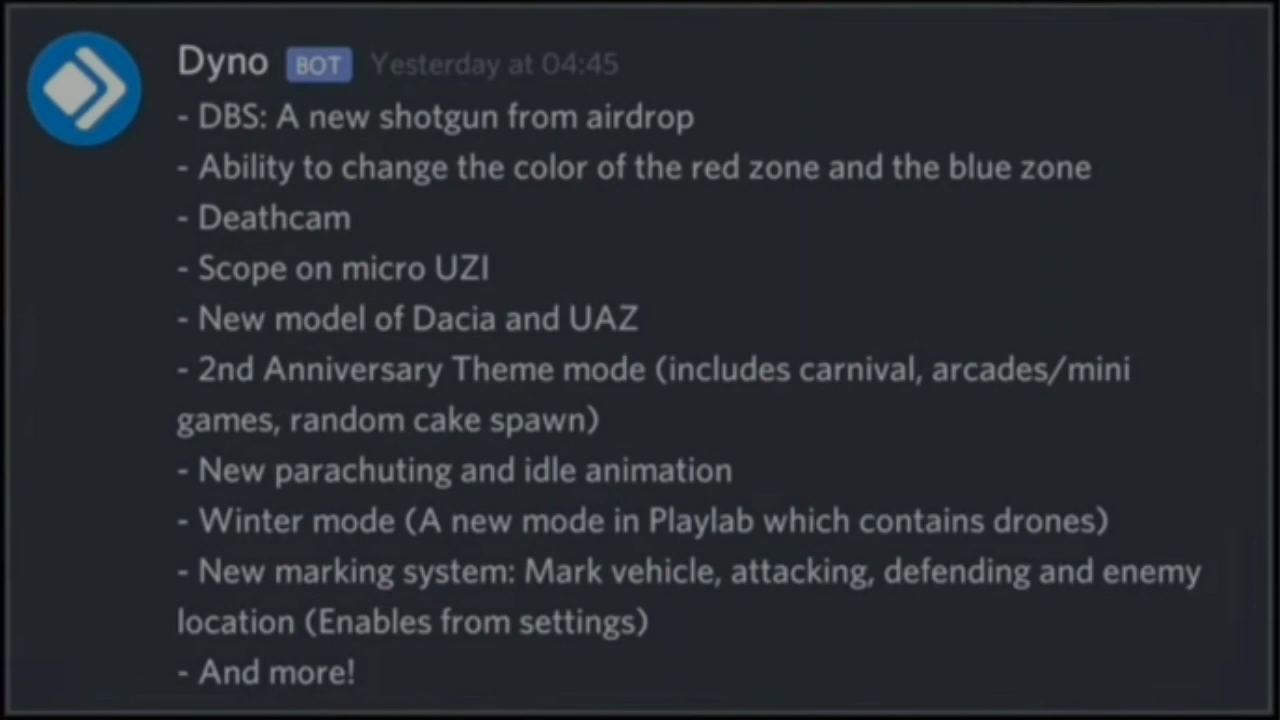 Dyno BOT Yesterday at 04:45
- DBS: A new shotgun from airdrop
- Ability to change the color of the red zone and the blue zone
- Deathcam
- Scope on micro UZI
- New model of Dacia and UAZ
- 2nd Anniversary Theme mode (includes carnival, arcades/mini
games, random cake spawn)
- New parachuting and idle animation
- Winter mode (A new mode in Playlab which contains drones)
- New marking system: Mark vehicle, attacking, defending and enemy
location (Enables from settings)
- And more!